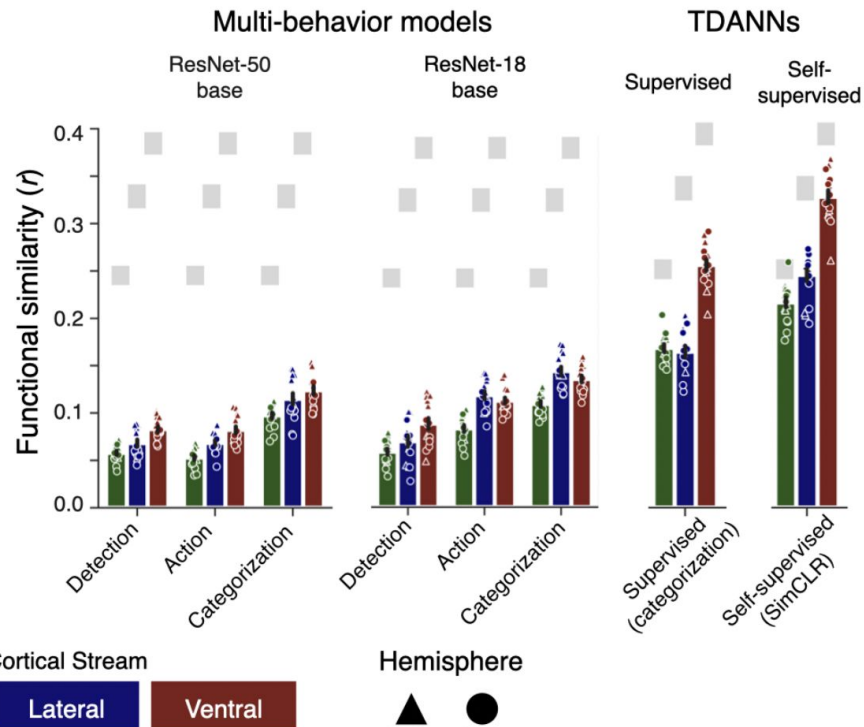 Multi-behavior models
TDANNs
ResNet-50
base
ResNet-18
base
Supervised
Self-
supervised
Functional similarity (r)
0.4
0.3
0.2
0.1
0.0
Detection
Action
Categorization
Detection
Action
Categorization
Supervised
(categorization)
Self-supervised
(SimCLR)
Cortical Stream
Lateral
Ventral
Hemisphere